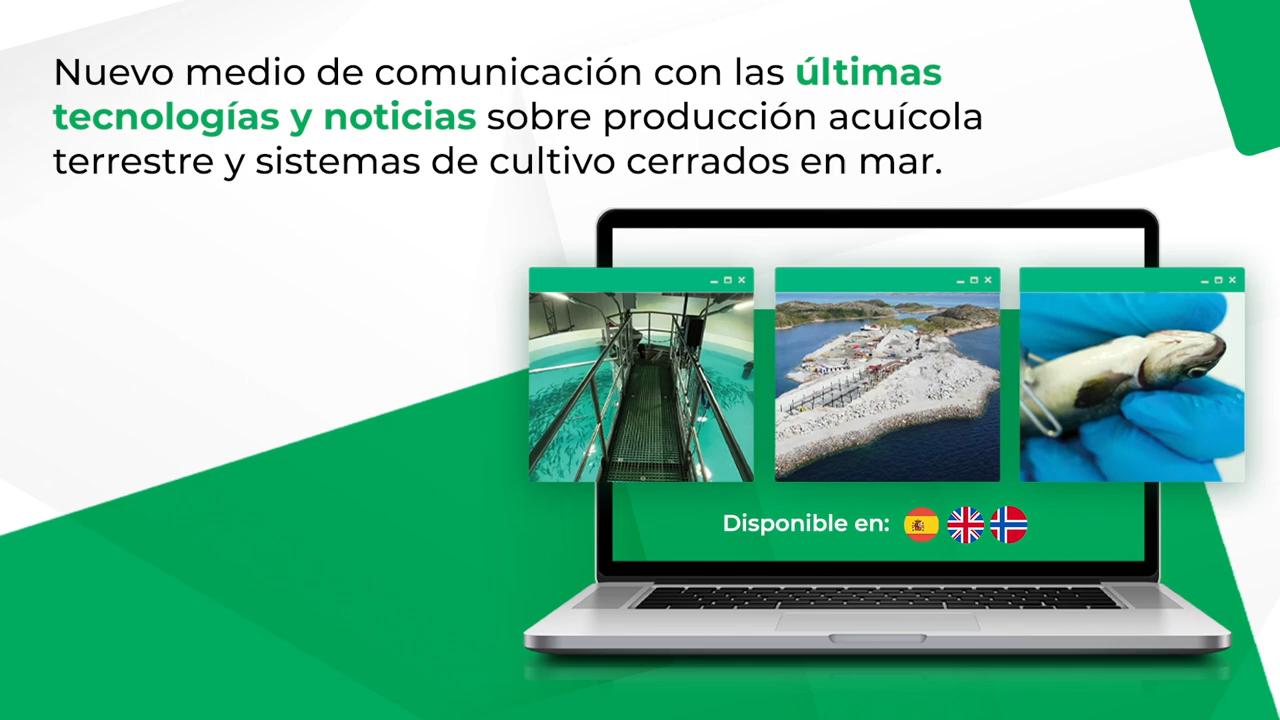 Nuevo medio de comunicación con las últimas
tecnologías y noticias sobre producción acuícola
terrestre y sistemas de cultivo cerrados en mar.
Disponible en: